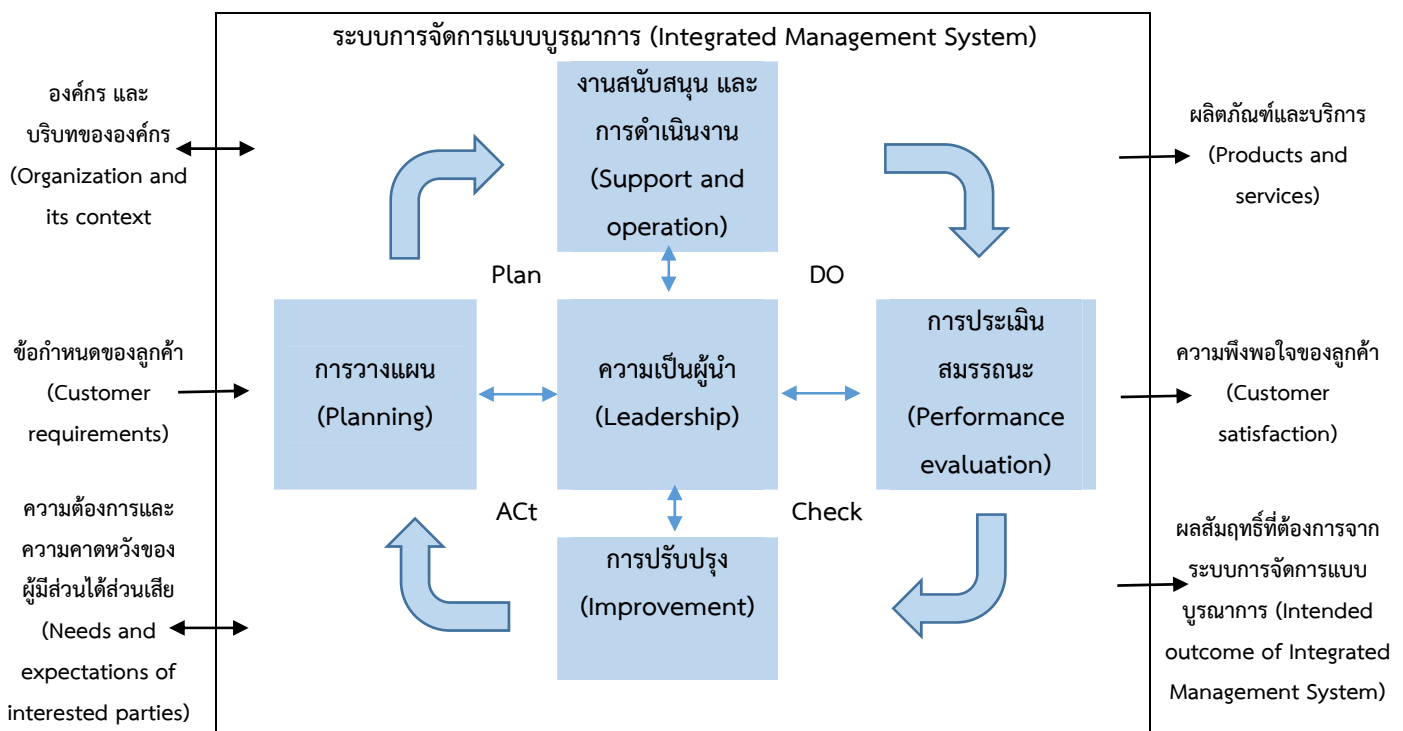 ระบบการจัดการแบบบูรณาการ (Integrated Management System)
องค์กร และ
บริบทขององค์กร
(Organization and
its context
ข้อกำหนดของลูกค้า
(Customer
requirements)
ความต้องการและ
ความคาดหวังของ
ผู้มีส่วนได้ส่วนเสีย
(Needs and
expectations of
interested parties)
งานสนับสนุน และ
การดำเนินงาน
(Support and
operation)
Plan
DO
การวางแผน
(Planning)
ความเป็นผู้นำ
(Leadership)
การประเมิน
สมรรถนะ
(Performance
evaluation)
ACt
Check
การปรับปรุง
(Improvement)
ผลิตภัณฑ์และบริการ
(Products and
services)
ความพึงพอใจของลูกค้า
(Customer
satisfaction)
ผลสัมฤทธิ์ที่ต้องการจาก
ระบบการจัดการแบบ
บูรณาการ (Intended
outcome of Integrated
Management System)